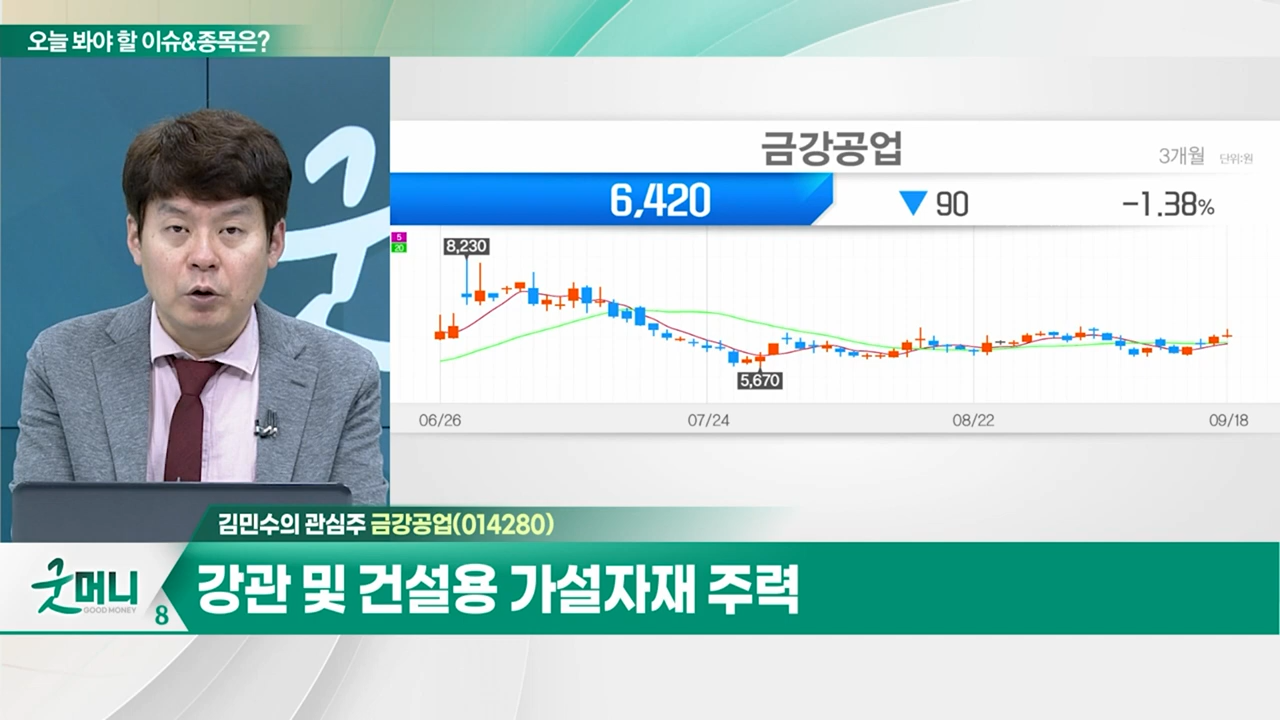 오늘 봐야 할 이슈&종목은?
금강공업
3개월 단위:원
6,420 ▼ 90 -1.38%
5
20
8,230
5,670
06/26 07/24 08/22 09/18
김민수의 관심주 금강공업(014280)
굿머니
GOOD MONEY
8
강관 및 건설용 가설자재 주력
굿